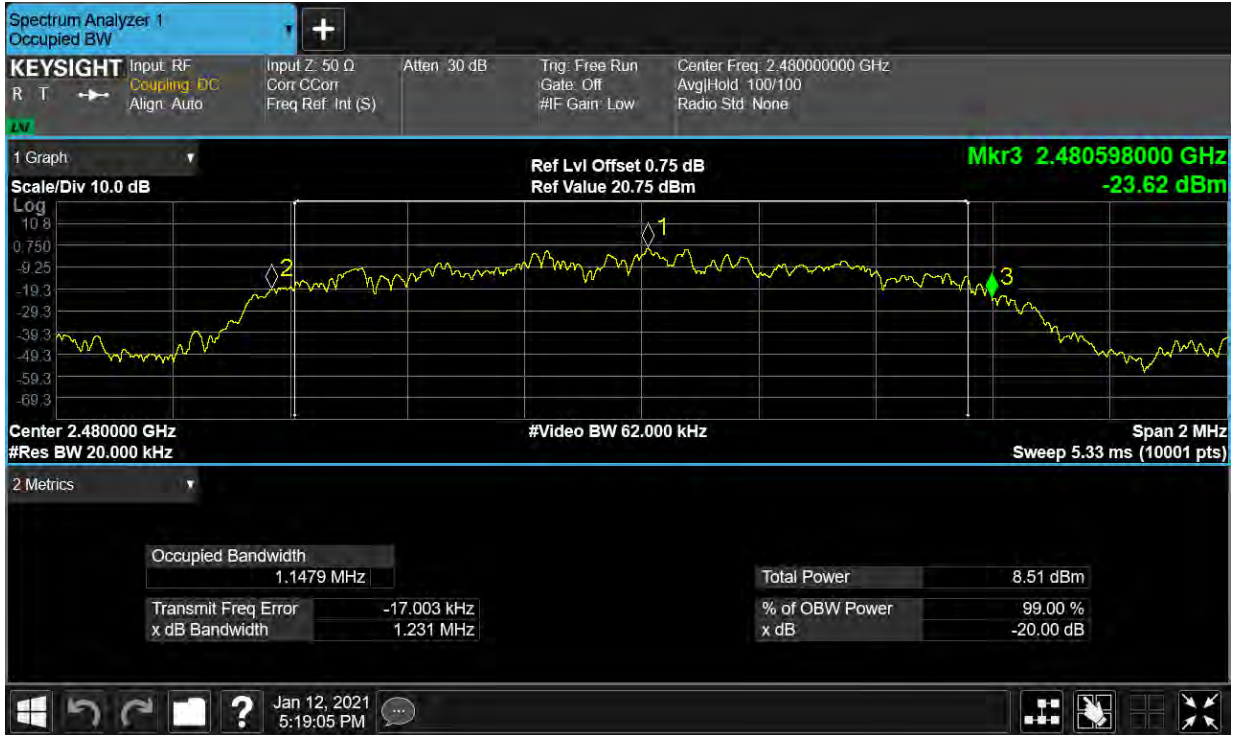 Spectrum Analyzer 1
Occupied BW
KEYSIGHT
R T
LXI
Input: RF
Coupling: DC
Align: Auto
Input Z: 50 Ω
Corr CCorr
Freq Ref: Int (S)
Atten: 30 dB
Trig: Free Run
Gate: Off
#IF Gain: Low
Center Freq: 2.480000000 GHz
Avg|Hold: 100/100
Radio Std: None
1 Graph
Scale/Div 10.0 dB
Ref Lvl Offset 0.75 dB
Ref Value 20.75 dBm
Mkr3 2.480598000 GHz
-23.62 dBm
Log
10.8
0.750
-9.25
-19.3
-29.3
-39.3
-49.3
-59.3
-69.3
1
2
3
Center 2.480000 GHz
#Res BW 20.000 kHz
#Video BW 62.000 kHz
Span 2 MHz
Sweep 5.33 ms (10001 pts)
2 Metrics
Occupied Bandwidth
1.1479 MHz
Transmit Freq Error -17.003 kHz
x dB Bandwidth 1.231 MHz
Total Power 8.51 dBm
% of OBW Power 99.00 %
x dB -20.00 dB
?
Jan 12, 2021
5:19:05 PM